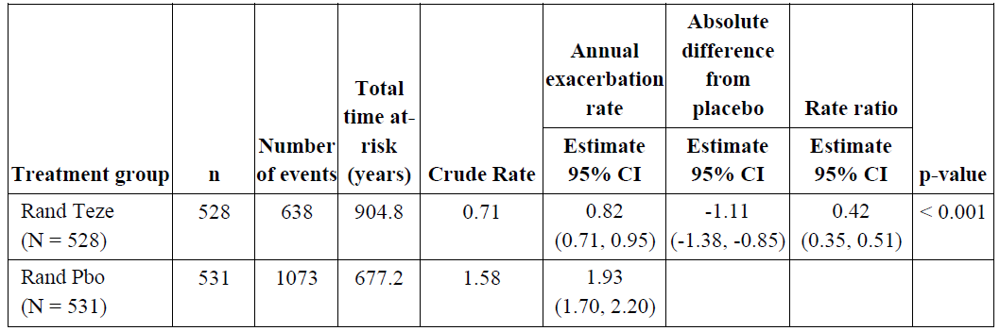 Treatment group
n
Number
of events
Total
time at-
risk
(years)
Crude Rate
Annual
exacerbation
rate
Absolute
difference
from
placebo
Rate ratio
Estimate
95% CI
Estimate
95% CI
Estimate
95% CI
p-value
Rand Teze
(N = 528)
528
638
904.8
0.71
0.82
(0.71, 0.95)
-1.11
(-1.38, -0.85)
0.42
(0.35, 0.51)
< 0.001
Rand Pbo
(N = 531)
531
1073
677.2
1.58
1.93
(1.70, 2.20)